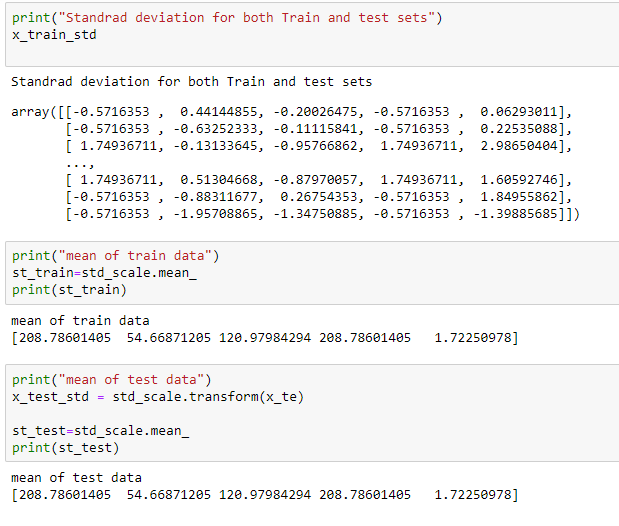 print("Standrad deviation for both Train and test sets")
x_train_std
Standrad deviation for both Train and test sets
array([[-0.5716353 ,  0.44144855, -0.20026475, -0.5716353 ,  0.06293011],
[-0.5716353 , -0.63252333, -0.11115841, -0.5716353 ,  0.22535088],
[ 1.74936711, -0.13133645, -0.95766862,  1.74936711,  2.98650404],
...,
[ 1.74936711,  0.51304668, -0.87970057,  1.74936711,  1.60592746],
[-0.5716353 , -0.88311677,  0.26754353, -0.5716353 ,  1.84955862],
[-0.5716353 , -1.95708865, -1.34750885, -0.5716353 , -1.39885685]])
print("mean of train data")
st_train=std_scale.mean_
print(st_train)
mean of train data
[208.78601405  54.66871205 120.97984294 208.78601405   1.72250978]
print("mean of test data")
x_test_std = std_scale.transform(x_te)
st_test=std_scale.mean_
print(st_test)
mean of test data
[208.78601405  54.66871205 120.97984294 208.78601405   1.72250978]